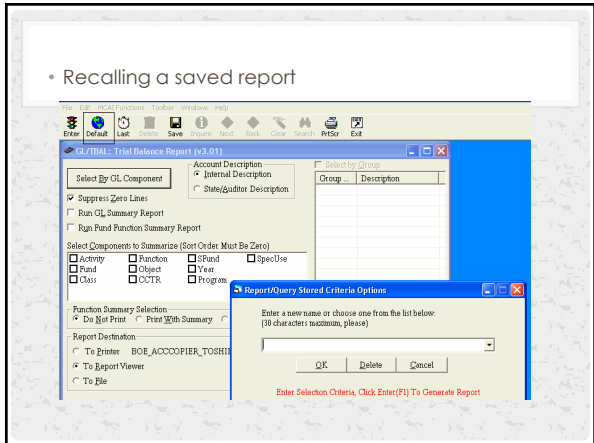 • Recalling a saved report
File Edit MCAI Functions Toolbar Windows Help
Enter Default Last Delete Save Inquire Next Back Clear Search PrtScr Exit
GL/TBAL: Trial Balance Report (v3.01)
Select By GL Component
Account Description
Internal Description
State/Auditor Description
Select by Group
Group ... Description
Suppress Zero Lines
Run GL Summary Report
Run Fund Function Summary Report
Select Components to Summarize (Sort Order Must Be Zero)
Activity Function SFund SpecUse
Fund Object Year
Class CCTR Program
Function Summary Selection
Do Not Print Print With Summary
Report Destination
To Printer BOE_ACCCOPIER_TOSHI
To Report Viewer
To File
Report/Query Stored Criteria Options
Enter a new name or choose one from the list below:
(30 characters maximum, please)
OK Delete Cancel
Enter Selection Criteria, Click Enter(F1) To Generate Report